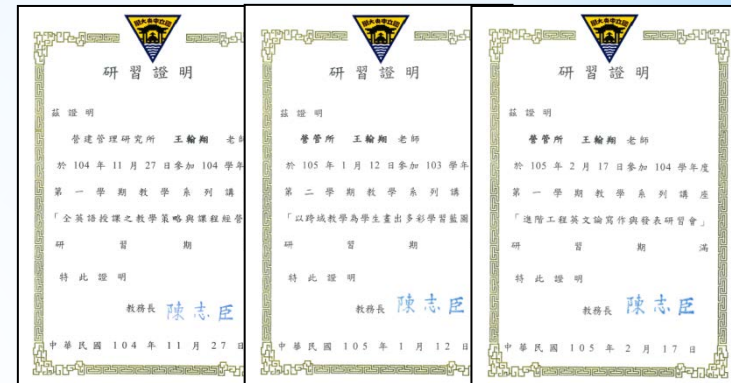 研習證明
茲證明
營建管理研究所 王翰翔 老師
於 104 年 11 月 27 日參加 104 學年
第一學期教學系列講
「全英語授課之教學策略與課程經營
研習期
特此證明
教務長 陳志臣
中華民國 104 年 11 月 27 日
研習證明
茲證明
營管所 王翰翔 老師
於 105 年 1 月 12 日參加 103 學年
第二學期教學系列講
「以跨域教學為學生畫出多彩學習藍圖
研習期
特此證明
教務長 陳志臣
中華民國 105 年 1 月 12 日
研習證明
茲證明
營管所 王翰翔 老師
於 105 年 2 月 17 日參加 104 學年度
第一學期教學系列講座
「進階工程英文論寫作與發表研習會」
研習期滿
特此證明
教務長 陳志臣
中華民國 105 年 2 月 17 日